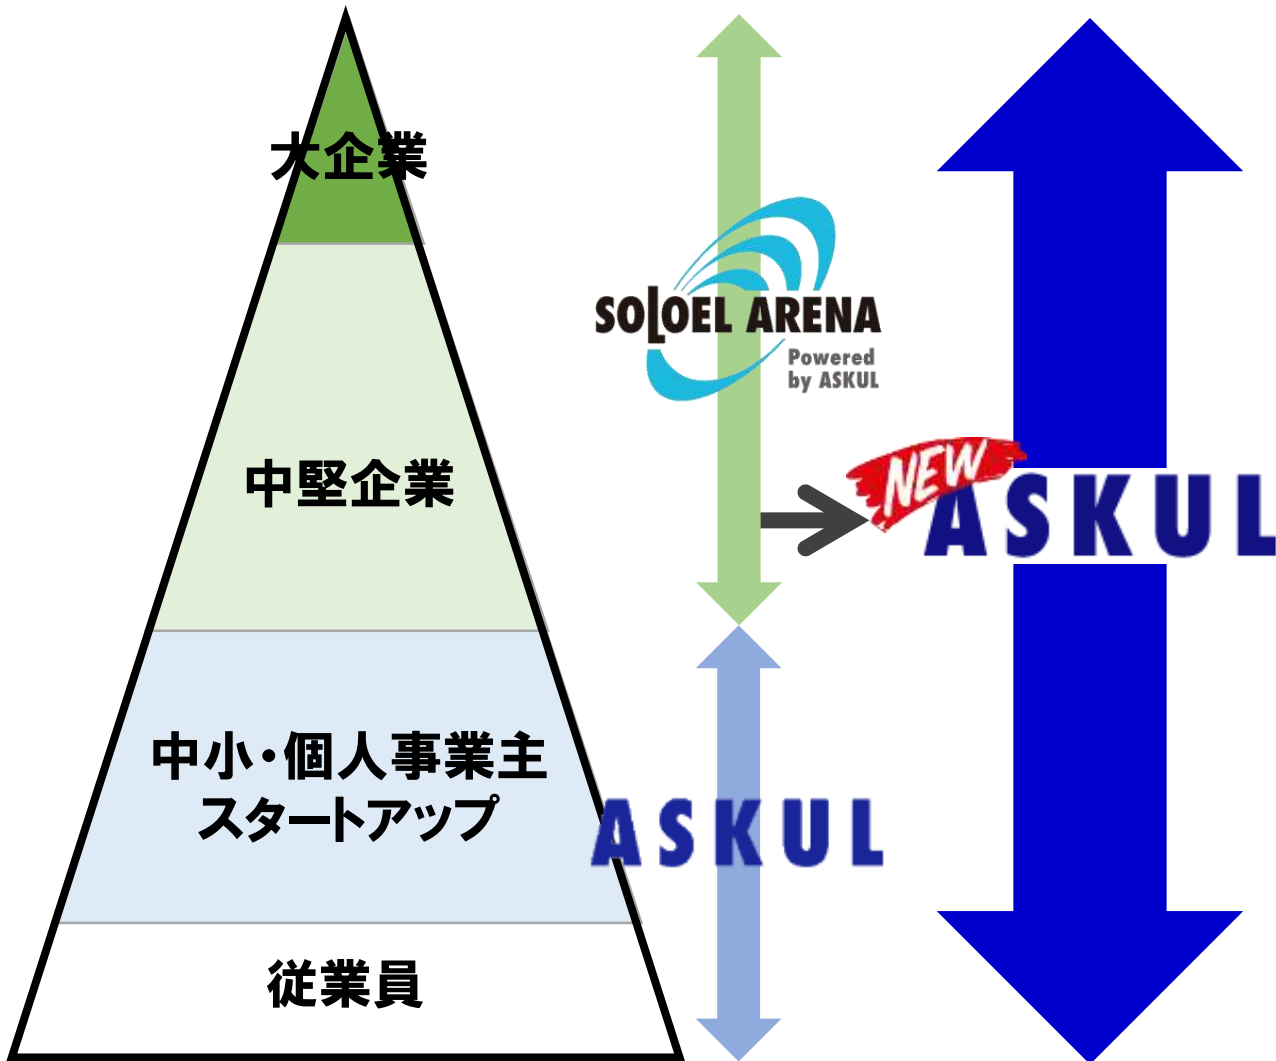 大企業
中堅企業
中小・個人事業主
スタートアップ
従業員
SOLOEL ARENA
Powered
by ASKUL
NEW
ASKUL
ASKUL